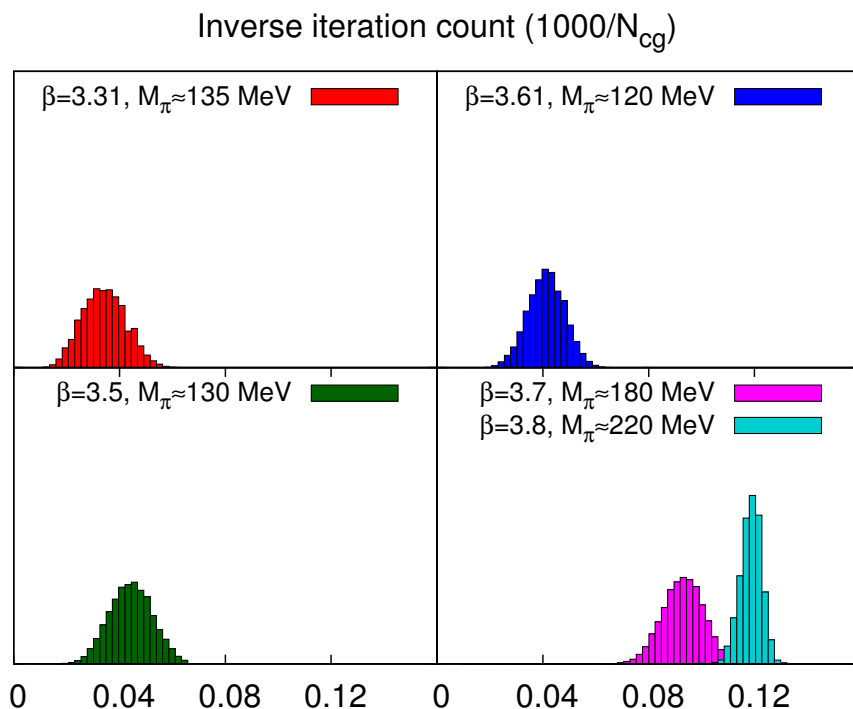 Inverse iteration count (1000/N_cg)
β=3.31, M_π≈135 MeV
β=3.61, M_π≈120 MeV
β=3.5, M_π≈130 MeV
β=3.7, M_π≈180 MeV
β=3.8, M_π≈220 MeV
0 0.04 0.08 0.12 0.04 0.08 0.12